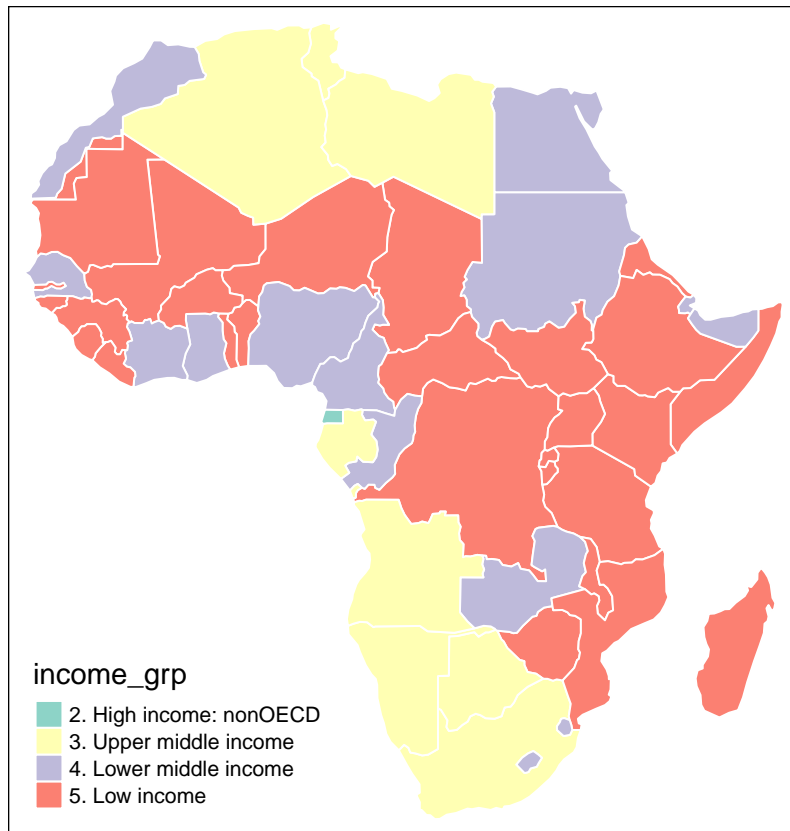 income_grp
2. High income: nonOECD
3. Upper middle income
4. Lower middle income
5. Low income